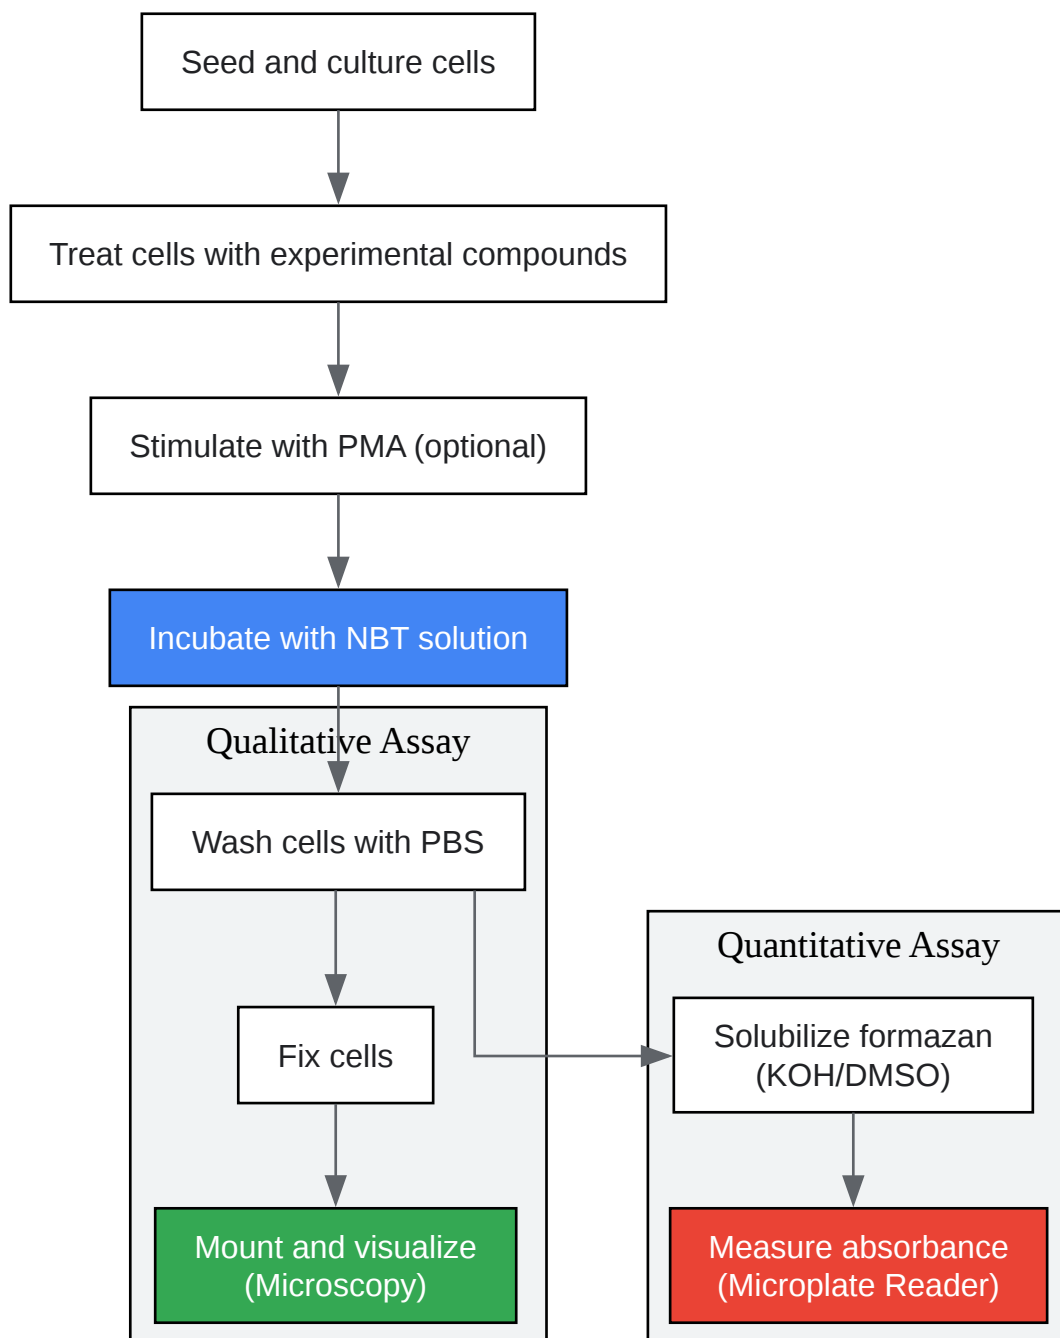 Seed and culture cells
Treat cells with experimental compounds
Stimulate with PMA (optional)
Incubate with NBT solution
Qualitative Assay
Wash cells with PBS
Fix cells
Mount and visualize
(Microscopy)
Quantitative Assay
Solubilize formazan
(KOH/DMSO)
Measure absorbance
(Microplate Reader)